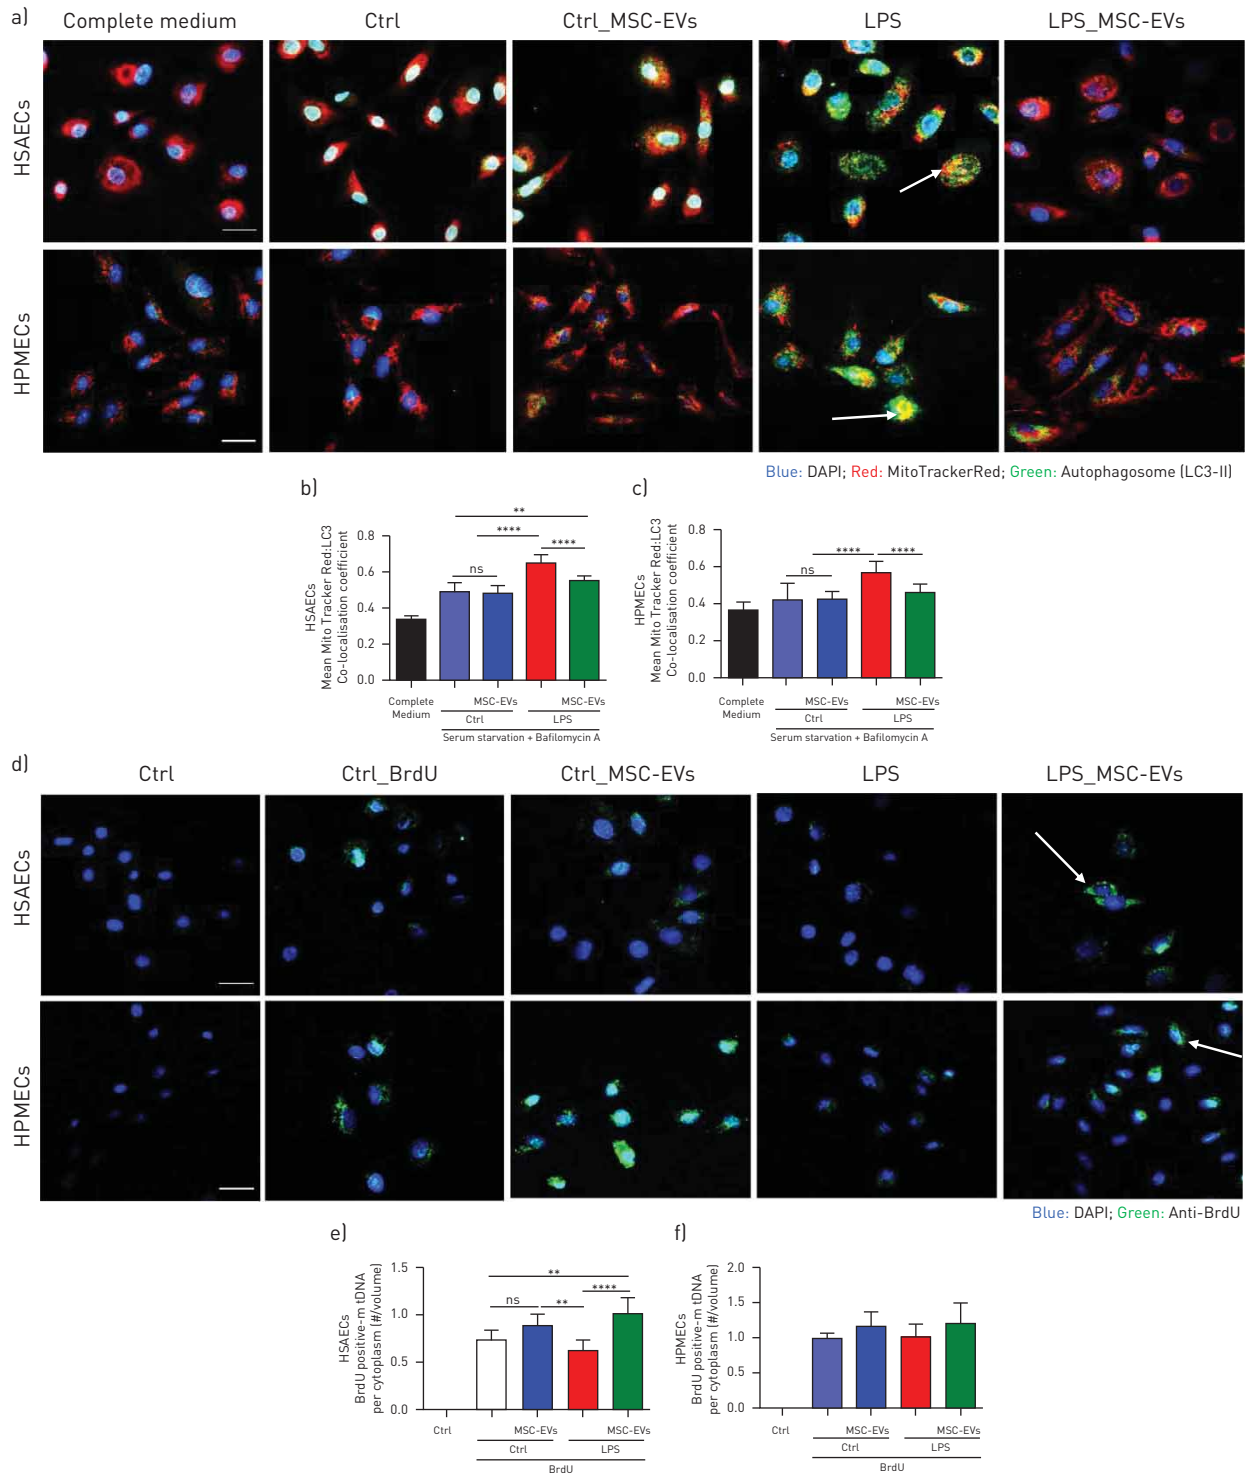 a)
Complete medium
Ctrl
Ctrl_MSC-EVs
LPS
LPS_MSC-EVs
HSAECs
HPMECs
Blue: DAPI; Red: MitoTrackerRed; Green: Autophagosome (LC3-II)
b)
HSAECs
Mean Mito Tracker Red:LC3
Co-localisation coefficient
0.8
0.6
0.4
0.2
0.0
**
****
****
ns
Complete
Medium
MSC-EVs
MSC-EVs
Ctrl
LPS
Serum starvation + Bafilomycin A
c)
HPMECs
Mean Mito Tracker Red:LC3
Co-localisation coefficient
0.8
0.6
0.4
0.2
0.0
****
****
ns
Complete
Medium
MSC-EVs
MSC-EVs
Ctrl
LPS
Serum starvation + Bafilomycin A
d)
Ctrl
Ctrl_BrdU
Ctrl_MSC-EVs
LPS
LPS_MSC-EVs
HSAECs
HPMECs
Blue: DAPI; Green: Anti-BrdU
e)
HSAECs
BrdU positive-m tDNA
per cytoplasm (#/volume)
1.5
1.0
0.5
0.0
**
****
ns
**
Ctrl
MSC-EVs
MSC-EVs
Ctrl
LPS
BrdU
f)
HPMECs
BrdU positive-m tDNA
per cytoplasm (#/volume)
2.0
1.5
1.0
0.5
0.0
Ctrl
MSC-EVs
MSC-EVs
Ctrl
LPS
BrdU